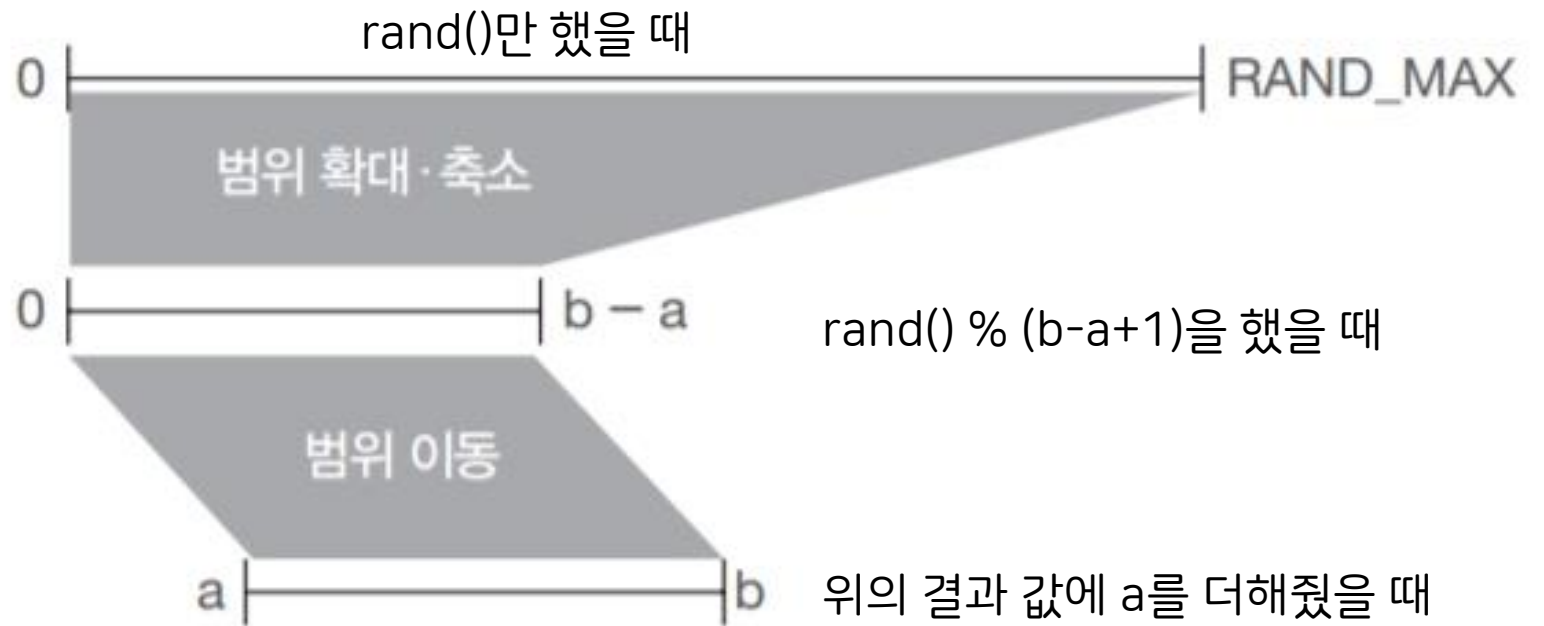 rand()만 했을 때
0 RAND_MAX
범위 확대·축소
0 b - a
rand() % (b-a+1)을 했을 때
범위 이동
a b
위의 결과 값에 a를 더해줬을 때